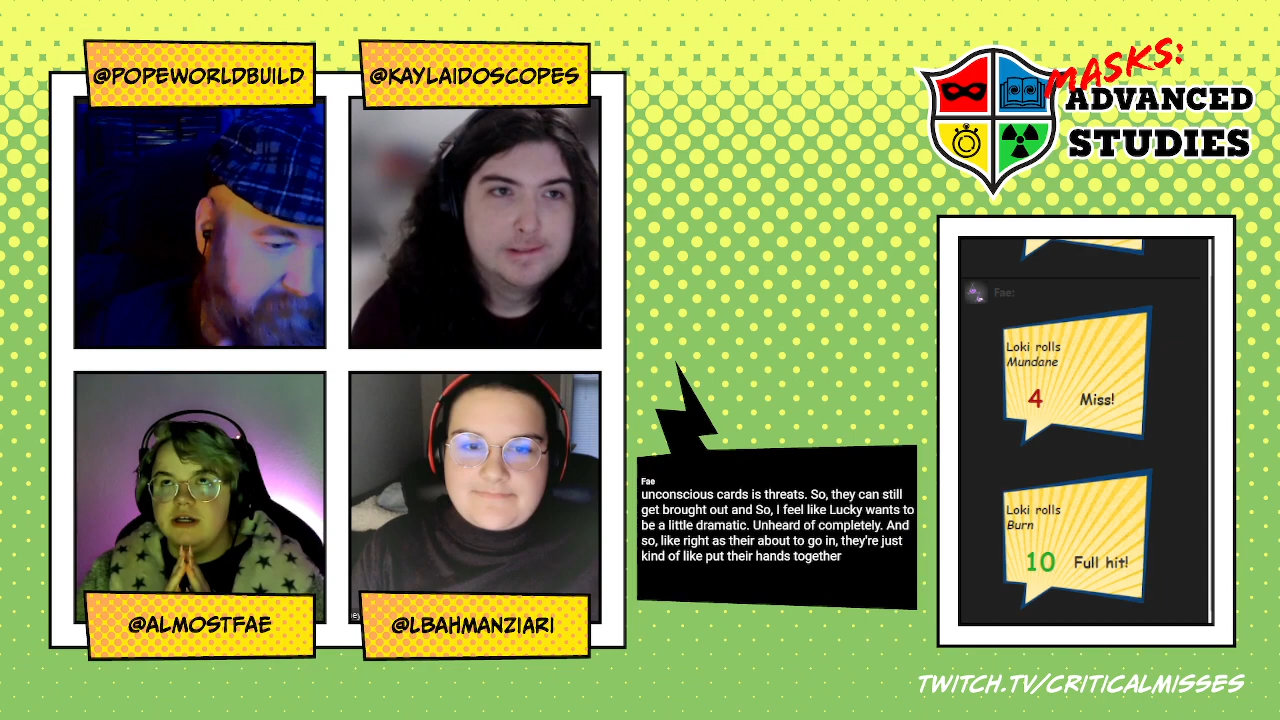 @POPEWORLDBUILD
@KAYLAIDOSCOPES
MASKS:
ADVANCED
STUDIES
Fae:
Loki rolls
Mundane
4 Miss!
Loki rolls
Burn
10 Full hit!
Fae
unconscious cards is threats. So, they can still
get brought out and So, I feel like Lucky wants to
be a little dramatic. Unheard of completely. And
so, like right as their about to go in, they're just
kind of like put their hands together
@ALMOSTFAE
@LBAHMANZIARI
TWITCH.TV/CRITICALMISSES